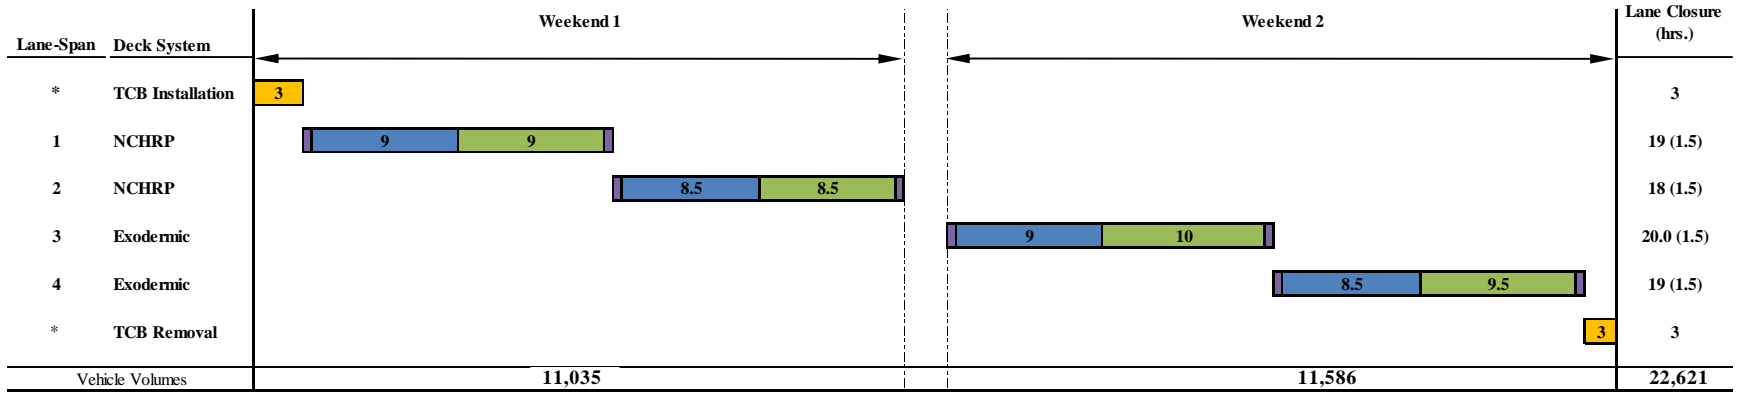 Weekend 1 Weekend 2 Lane Closure
(hrs.)
Lane-Span Deck System
* TCB Installation 3 3
1 NCHRP 9 9 19 (1.5)
2 NCHRP 8.5 8.5 18 (1.5)
3 Exodermic 9 10 20.0 (1.5)
4 Exodermic 8.5 9.5 19 (1.5)
* TCB Removal 3 3
Vehicle Volumes 11,035 11,586 22,621